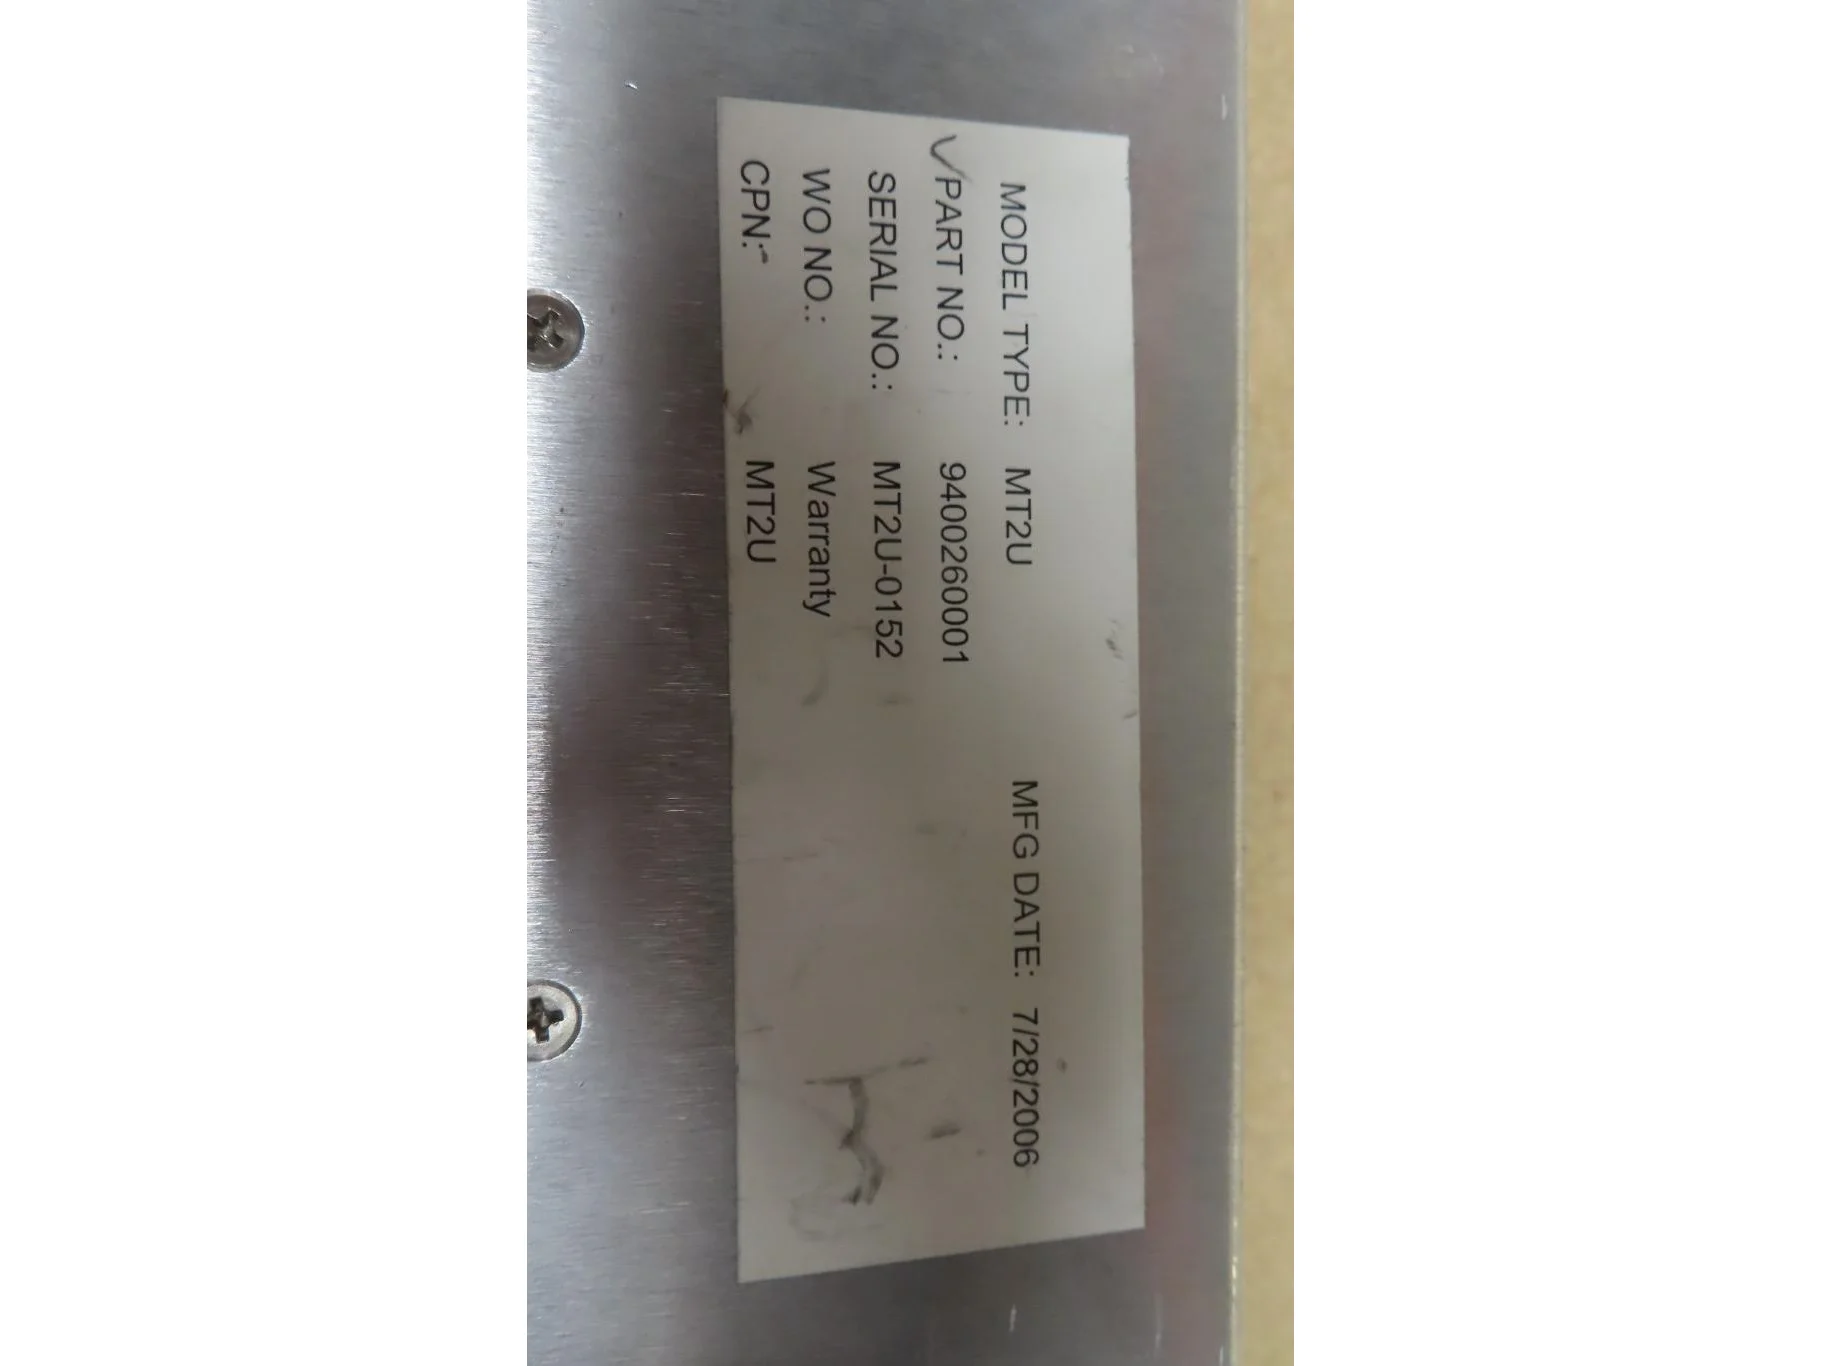 MODEL TYPE: MT2U MFG DATE: 7/28/2006
PART NO.: 9400260001
SERIAL NO.: MT2U-0152
WO NO.: Warranty
CPN: MT2U